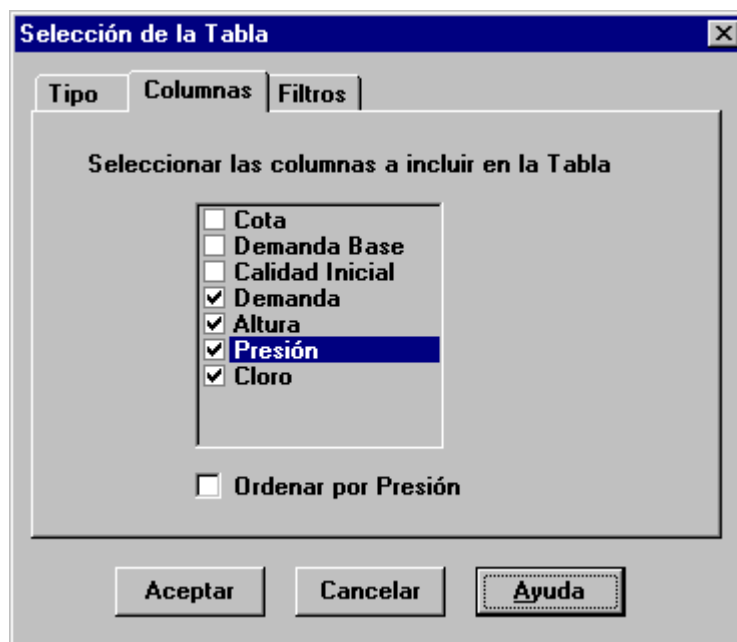 Selección de la Tabla
Tipo Columnas Filtros
Seleccionar las columnas a incluir en la Tabla
Cota
Demanda Base
Calidad Inicial
Demanda
Altura
Presión
Cloro
Ordenar por Presión
Aceptar Cancelar Ayuda